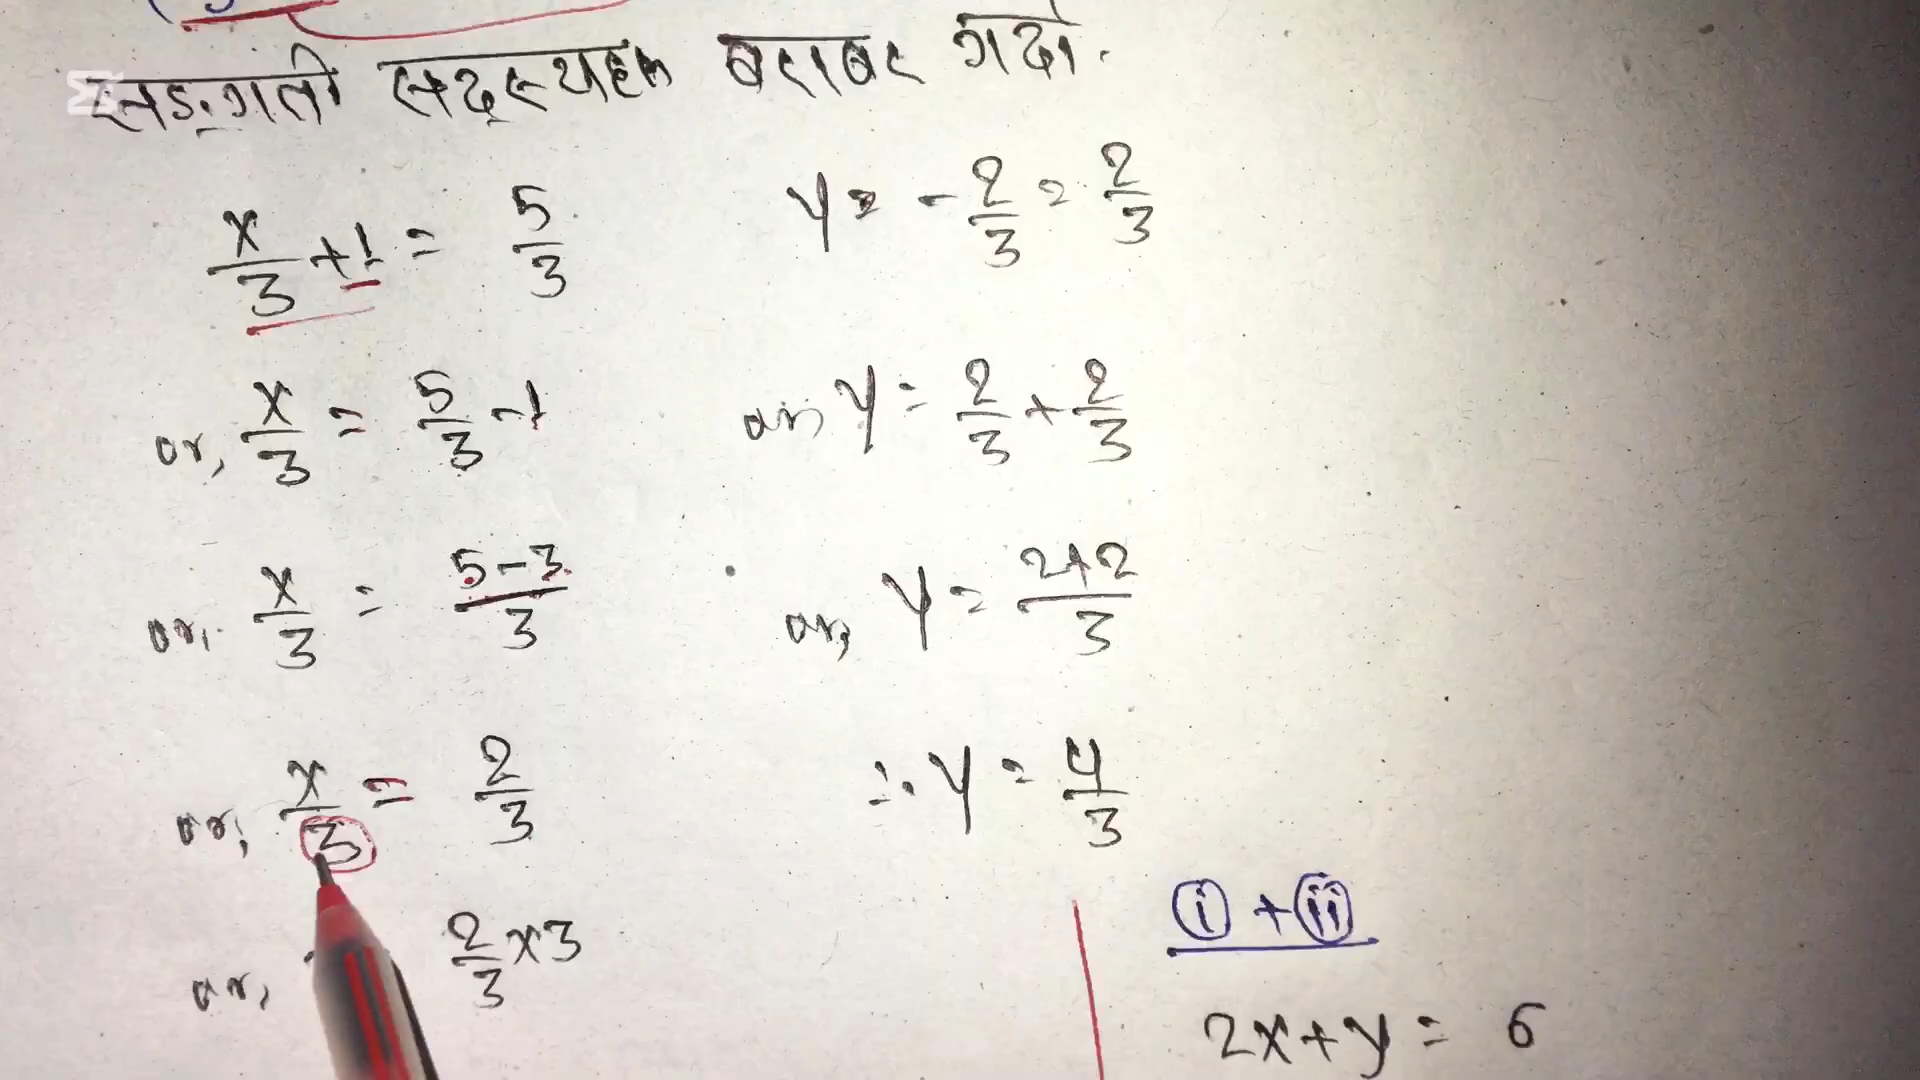 सङ्गती सदस्यहरू बराबर गर्दा.
x/3 + 1 = 5/3
or, x/3 = 5/3 - 1
or, x/3 = (5-3)/3
or, x/3 = 2/3
or, 2/3 x 3
y = - 2/3 = 2/3
or, y = 2/3 + 2/3
or, y = (2+2)/3
∴ y = 4/3
(i) + (ii)
2x + y = 6